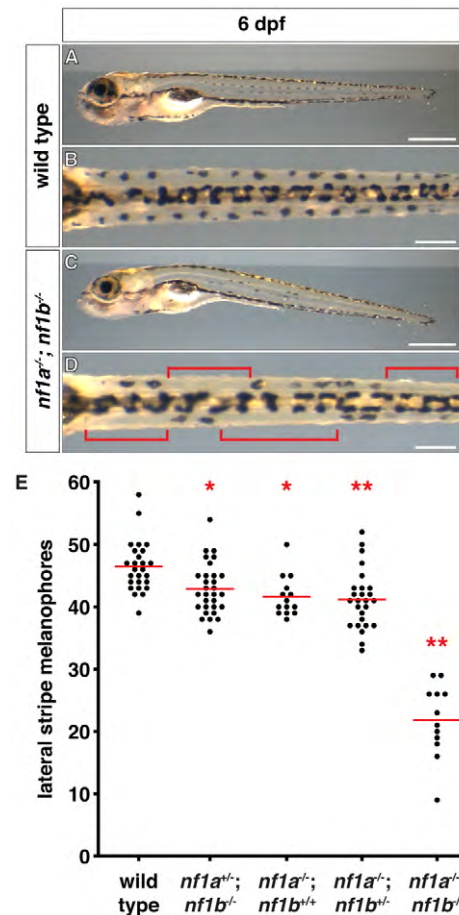 6 dpf
wild type
A
B
nf1a-/-; nf1b-/-
C
D
E
lateral stripe melanophores
60
50
40
30
20
10
0
*
*
**
**
wild type
nf1a+/-; nf1b-/-
nf1a-/-; nf1b+/+
nf1a-/-; nf1b+/-
nf1a-/-; nf1b-/-